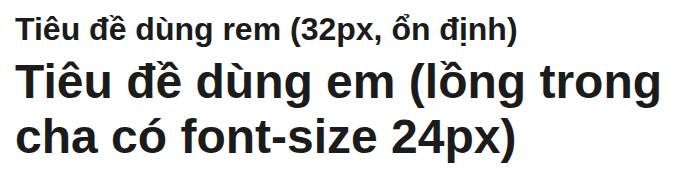 Tiêu đề dùng rem (32px, ổn định)
Tiêu đề dùng em (lồng trong
cha có font-size 24px)